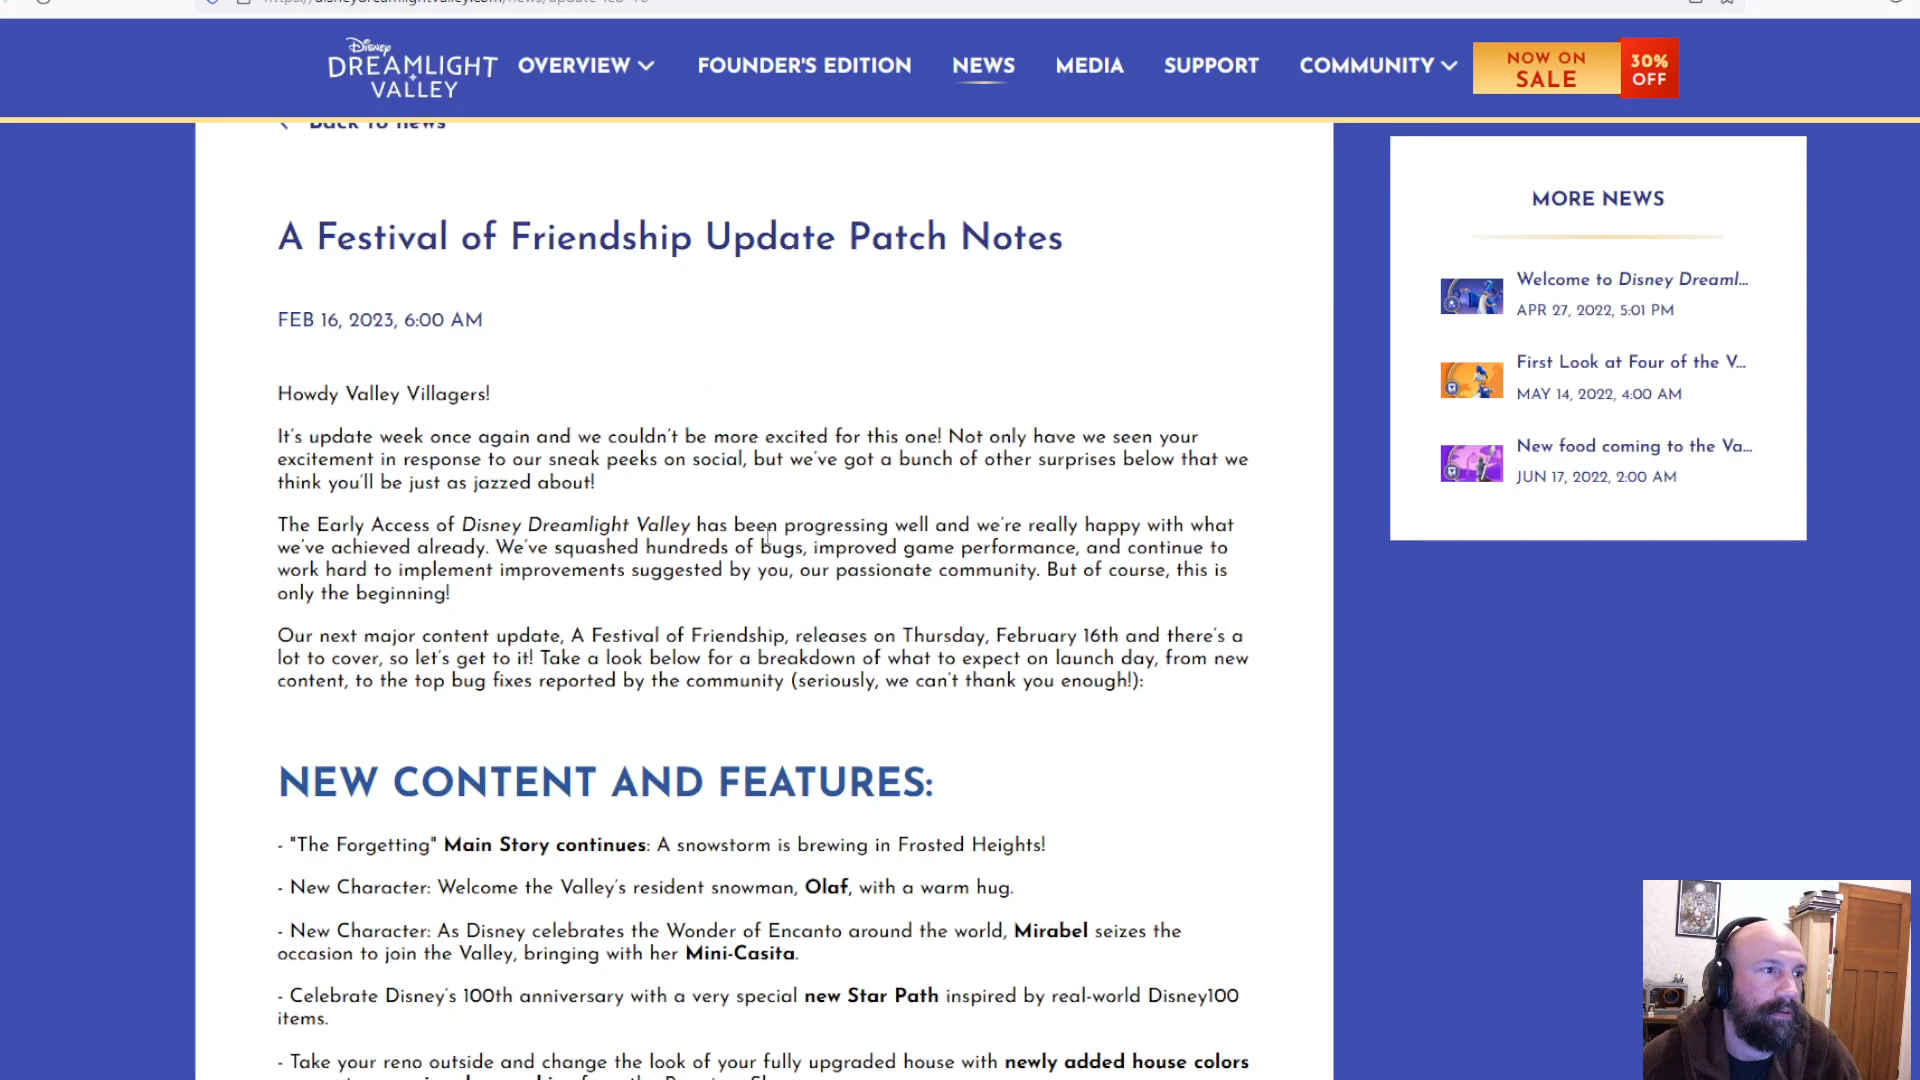 Disney
DREAMLIGHT
VALLEY
OVERVIEW
FOUNDER'S EDITION
NEWS
MEDIA
SUPPORT
COMMUNITY
NOW ON
SALE
30%
OFF
Back To news
A Festival of Friendship Update Patch Notes
FEB 16, 2023, 6:00 AM
Howdy Valley Villagers!
It's update week once again and we couldn't be more excited for this one! Not only have we seen your
excitement in response to our sneak peeks on social, but we've got a bunch of other surprises below that we
think you'll be just as jazzed about!
The Early Access of Disney Dreamlight Valley has been progressing well and we're really happy with what
we've achieved already. We've squashed hundreds of bugs, improved game performance, and continue to
work hard to implement improvements suggested by you, our passionate community. But of course, this is
only the beginning!
Our next major content update, A Festival of Friendship, releases on Thursday, February 16th and there's a
lot to cover, so let's get to it! Take a look below for a breakdown of what to expect on launch day, from new
content, to the top bug fixes reported by the community (seriously, we can't thank you enough!):
NEW CONTENT AND FEATURES:
- "The Forgetting" Main Story continues: A snowstorm is brewing in Frosted Heights!
- New Character: Welcome the Valley's resident snowman, Olaf, with a warm hug.
- New Character: As Disney celebrates the Wonder of Encanto around the world, Mirabel seizes the
occasion to join the Valley, bringing with her Mini-Casita.
- Celebrate Disney's 100th anniversary with a very special new Star Path inspired by real-world Disney100
items.
- Take your reno outside and change the look of your fully upgraded house with newly added house colors
MORE NEWS
Welcome to Disney Dreaml...
APR 27, 2022, 5:01 PM
First Look at Four of the V...
MAY 14, 2022, 4:00 AM
New food coming to the Va...
JUN 17, 2022, 2:00 AM